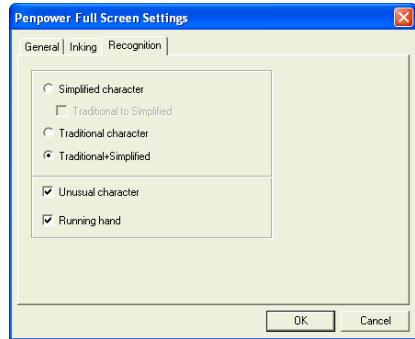 Penpower Full Screen Settings
General Inking Recognition
Simplified character
Traditional to Simplified
Traditional character
Traditional+Simplified
Unusual character
Running hand
OK Cancel